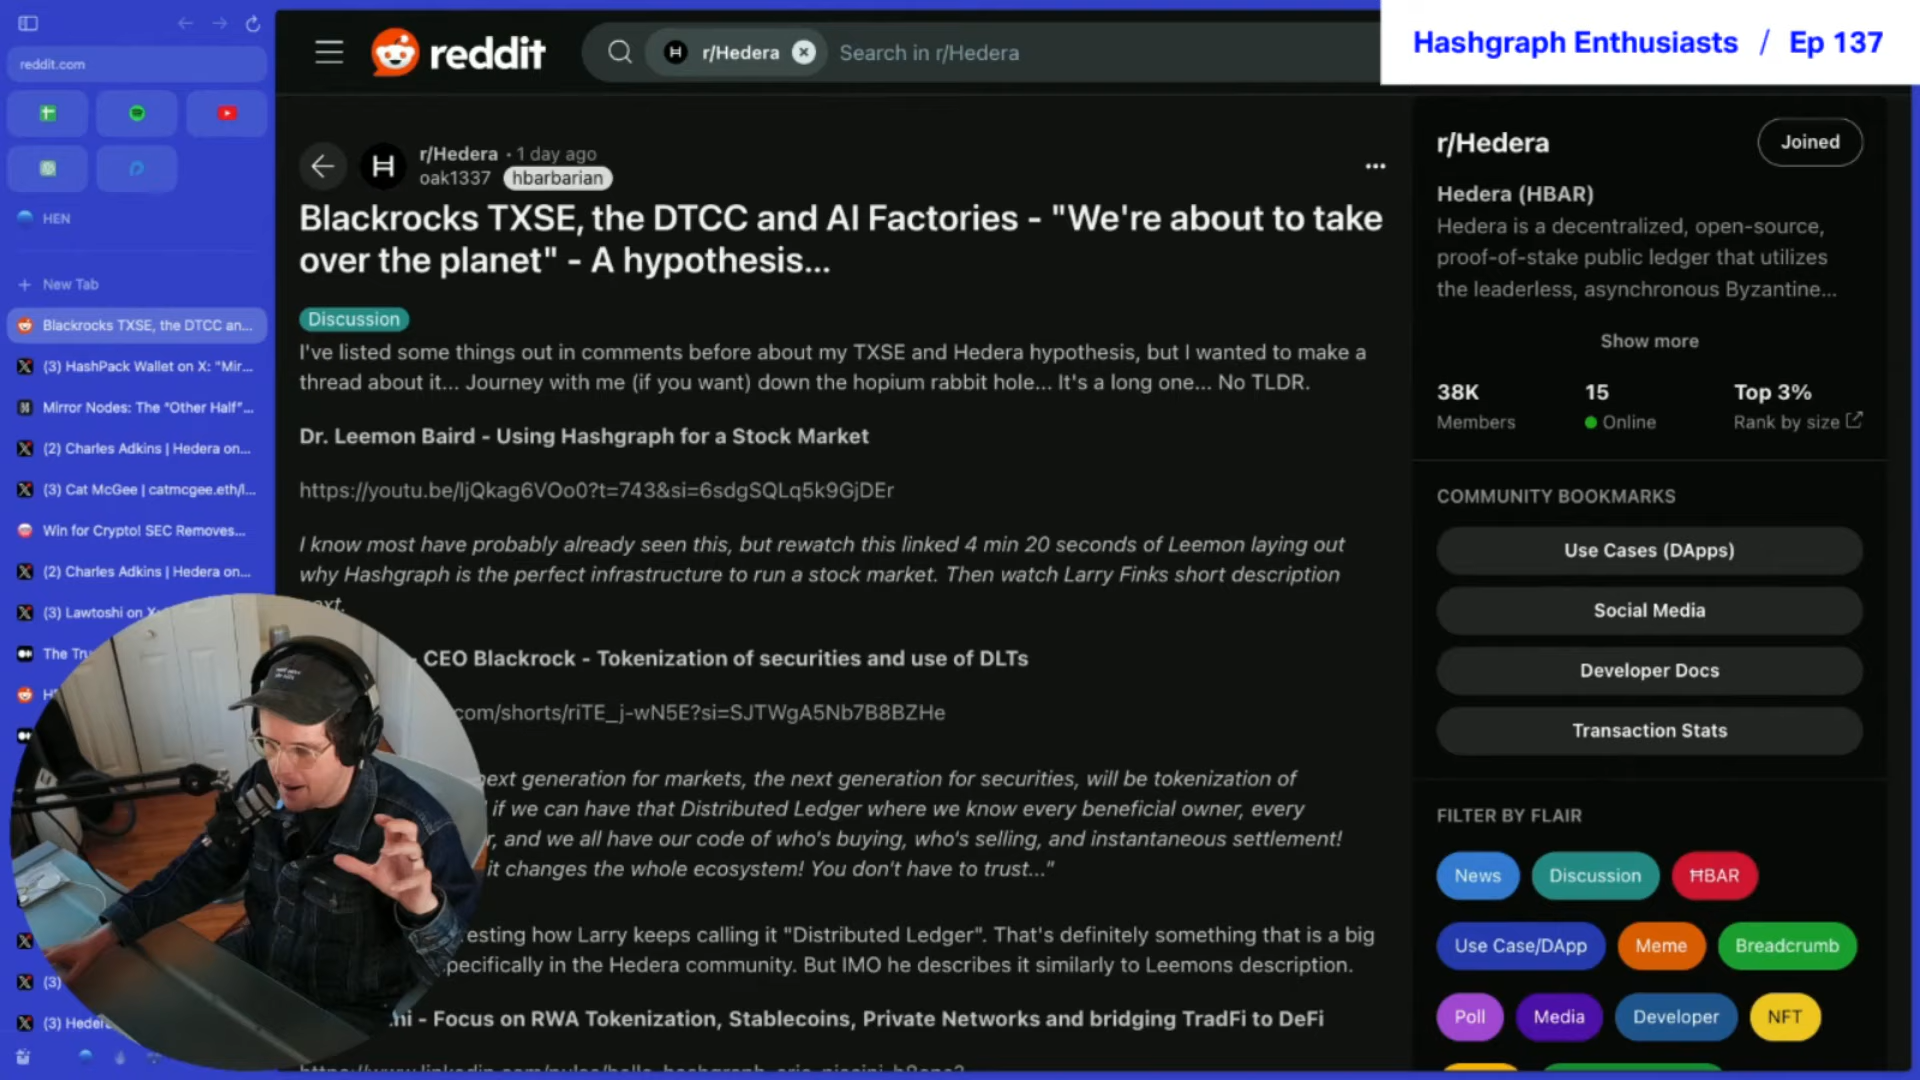 Hashgraph Enthusiasts / Ep 137
reddit.com
HEN
New Tab
Blackrocks TXSE, the DTCC an...
(3) HashPack Wallet on X: "Mir...
Mirror Nodes: The "Other Half"...
(2) Charles Adkins | Hedera on...
(3) Cat McGee | catmcgee.eth/l...
Win for Crypto! SEC Removes...
(2) Charles Adkins | Hedera on...
(3) Lawtoshi on X:
The Tru
(3)
(3) Heder
reddit
r/Hedera
Search in r/Hedera
r/Hedera • 1 day ago
oak1337 hbarbarian
Blackrocks TXSE, the DTCC and AI Factories - "We're about to take
over the planet" - A hypothesis...
Discussion
I've listed some things out in comments before about my TXSE and Hedera hypothesis, but I wanted to make a
thread about it... Journey with me (if you want) down the hopium rabbit hole... It's a long one... No TLDR.
Dr. Leemon Baird - Using Hashgraph for a Stock Market
https://youtu.be/ljQkag6VOo0?t=743&si=6sdgSQLq5k9GjDEr
I know most have probably already seen this, but rewatch this linked 4 min 20 seconds of Leemon laying out
why Hashgraph is the perfect infrastructure to run a stock market. Then watch Larry Finks short description
CEO Blackrock - Tokenization of securities and use of DLTs
com/shorts/riTE_j-wN5E?si=SJTWgA5Nb7B8BZHe
next generation for markets, the next generation for securities, will be tokenization of
if we can have that Distributed Ledger where we know every beneficial owner, every
and we all have our code of who's buying, who's selling, and instantaneous settlement!
it changes the whole ecosystem! You don't have to trust..."
resting how Larry keeps calling it "Distributed Ledger". That's definitely something that is a big
pecifically in the Hedera community. But IMO he describes it similarly to Leemons description.
hi - Focus on RWA Tokenization, Stablecoins, Private Networks and bridging TradFi to DeFi
r/Hedera
Joined
Hedera (HBAR)
Hedera is a decentralized, open-source,
proof-of-stake public ledger that utilizes
the leaderless, asynchronous Byzantine...
Show more
38K 15 Top 3%
Members Online Rank by size
COMMUNITY BOOKMARKS
Use Cases (DApps)
Social Media
Developer Docs
Transaction Stats
FILTER BY FLAIR
News Discussion ĦBAR
Use Case/DApp Meme Breadcrumb
Poll Media Developer NFT